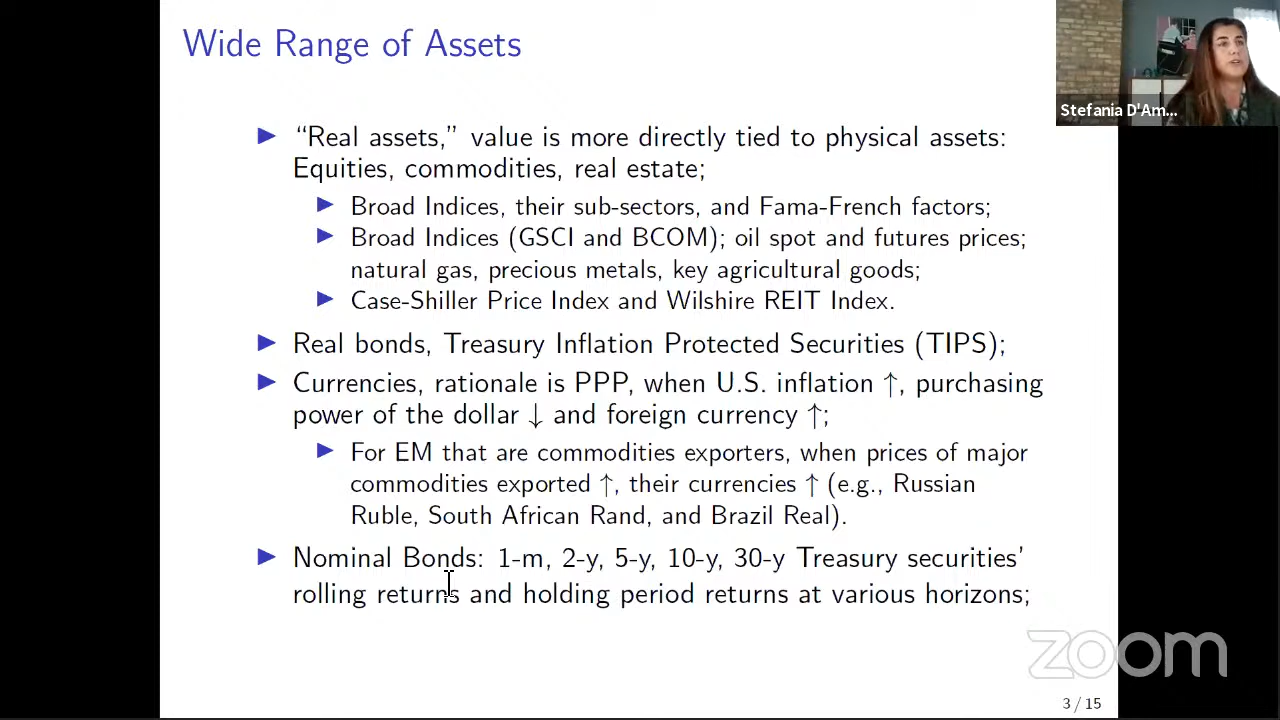 Wide Range of Assets
Stefania D'Am...
“Real assets,” value is more directly tied to physical assets:
Equities, commodities, real estate;
Broad Indices, their sub-sectors, and Fama-French factors;
Broad Indices (GSCI and BCOM); oil spot and futures prices;
natural gas, precious metals, key agricultural goods;
Case-Shiller Price Index and Wilshire REIT Index.
Real bonds, Treasury Inflation Protected Securities (TIPS);
Currencies, rationale is PPP, when U.S. inflation ↑, purchasing
power of the dollar ↓ and foreign currency ↑;
For EM that are commodities exporters, when prices of major
commodities exported ↑, their currencies ↑ (e.g., Russian
Ruble, South African Rand, and Brazil Real).
Nominal Bonds: 1-m, 2-y, 5-y, 10-y, 30-y Treasury securities’
rolling returns and holding period returns at various horizons;
zoom
3 / 15